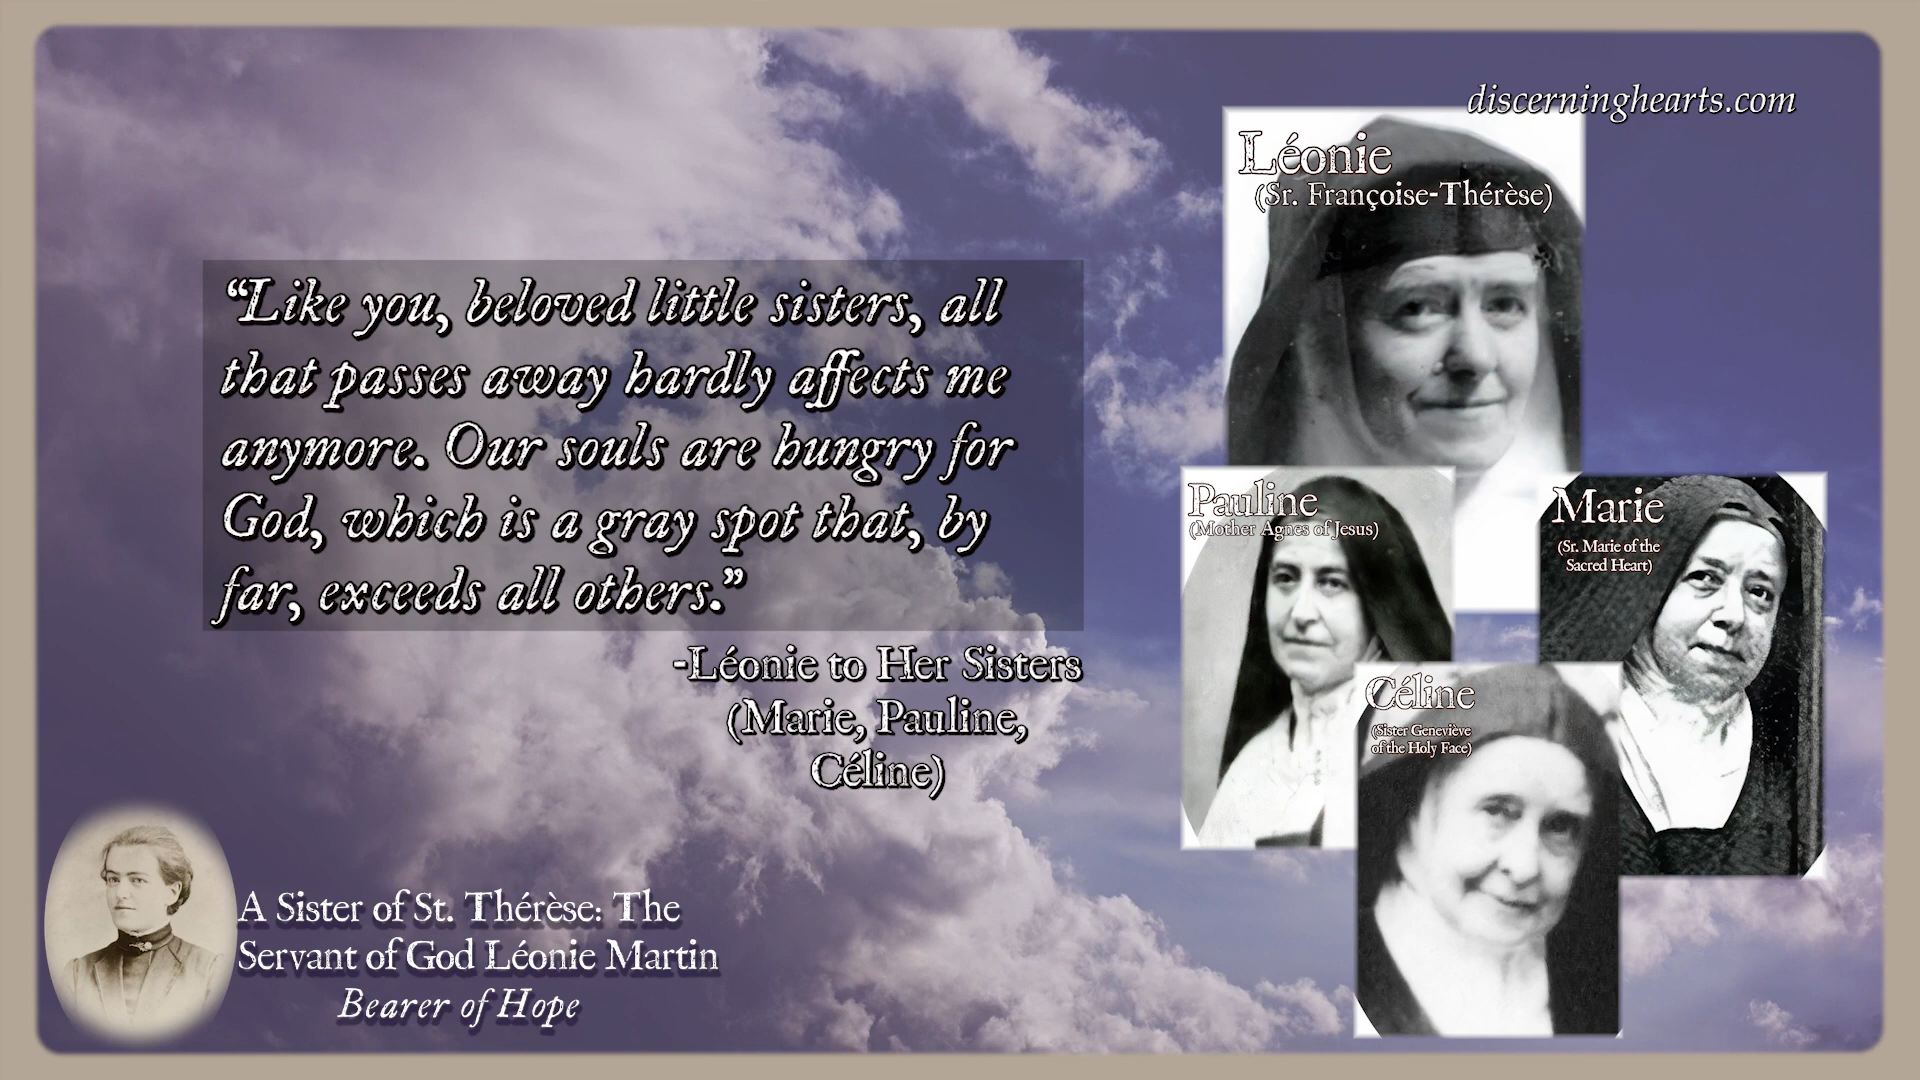 discerninghearts.com
Léonie
(Sr. Françoise-Thérèse)
“Like you, beloved little sisters, all
that passes away hardly affects me
anymore. Our souls are hungry for
God, which is a gray spot that, by
far, exceeds all others.”
-Léonie to Her Sisters
(Marie, Pauline,
Céline)
Pauline
(Mother Agnes of Jesus)
Marie
(Sr. Marie of the
Sacred Heart)
Céline
(Sister Geneviève
of the Holy Face)
A Sister of St. Thérèse: The
Servant of God Léonie Martin
Bearer of Hope